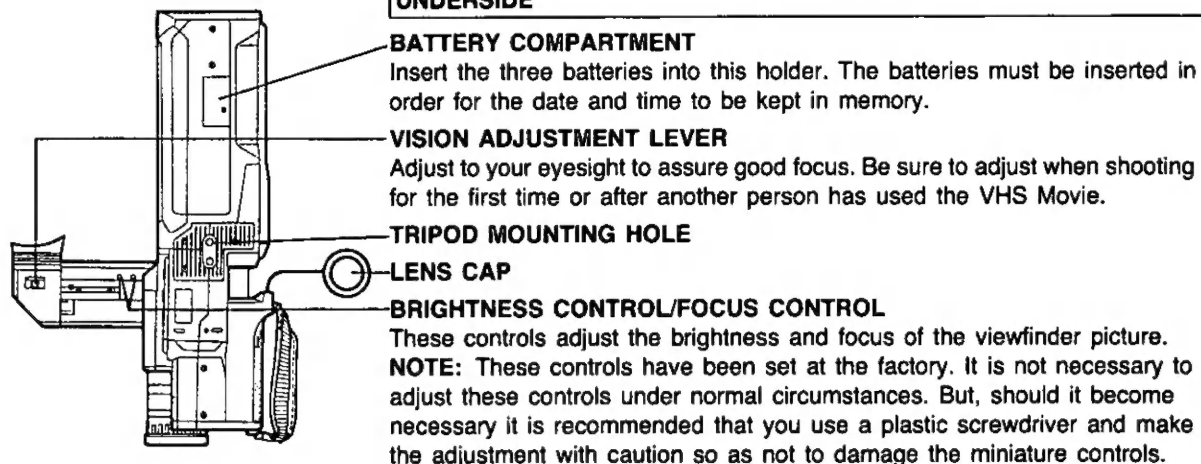 UNDERSIDE
BATTERY COMPARTMENT
Insert the three batteries into this holder. The batteries must be inserted in
order for the date and time to be kept in memory.
VISION ADJUSTMENT LEVER
Adjust to your eyesight to assure good focus. Be sure to adjust when shooting
for the first time or after another person has used the VHS Movie.
TRIPOD MOUNTING HOLE
LENS CAP
BRIGHTNESS CONTROL/FOCUS CONTROL
These controls adjust the brightness and focus of the viewfinder picture.
NOTE: These controls have been set at the factory. It is not necessary to
adjust these controls under normal circumstances. But, should it become
necessary it is recommended that you use a plastic screwdriver and make
the adjustment with caution so as not to damage the miniature controls.